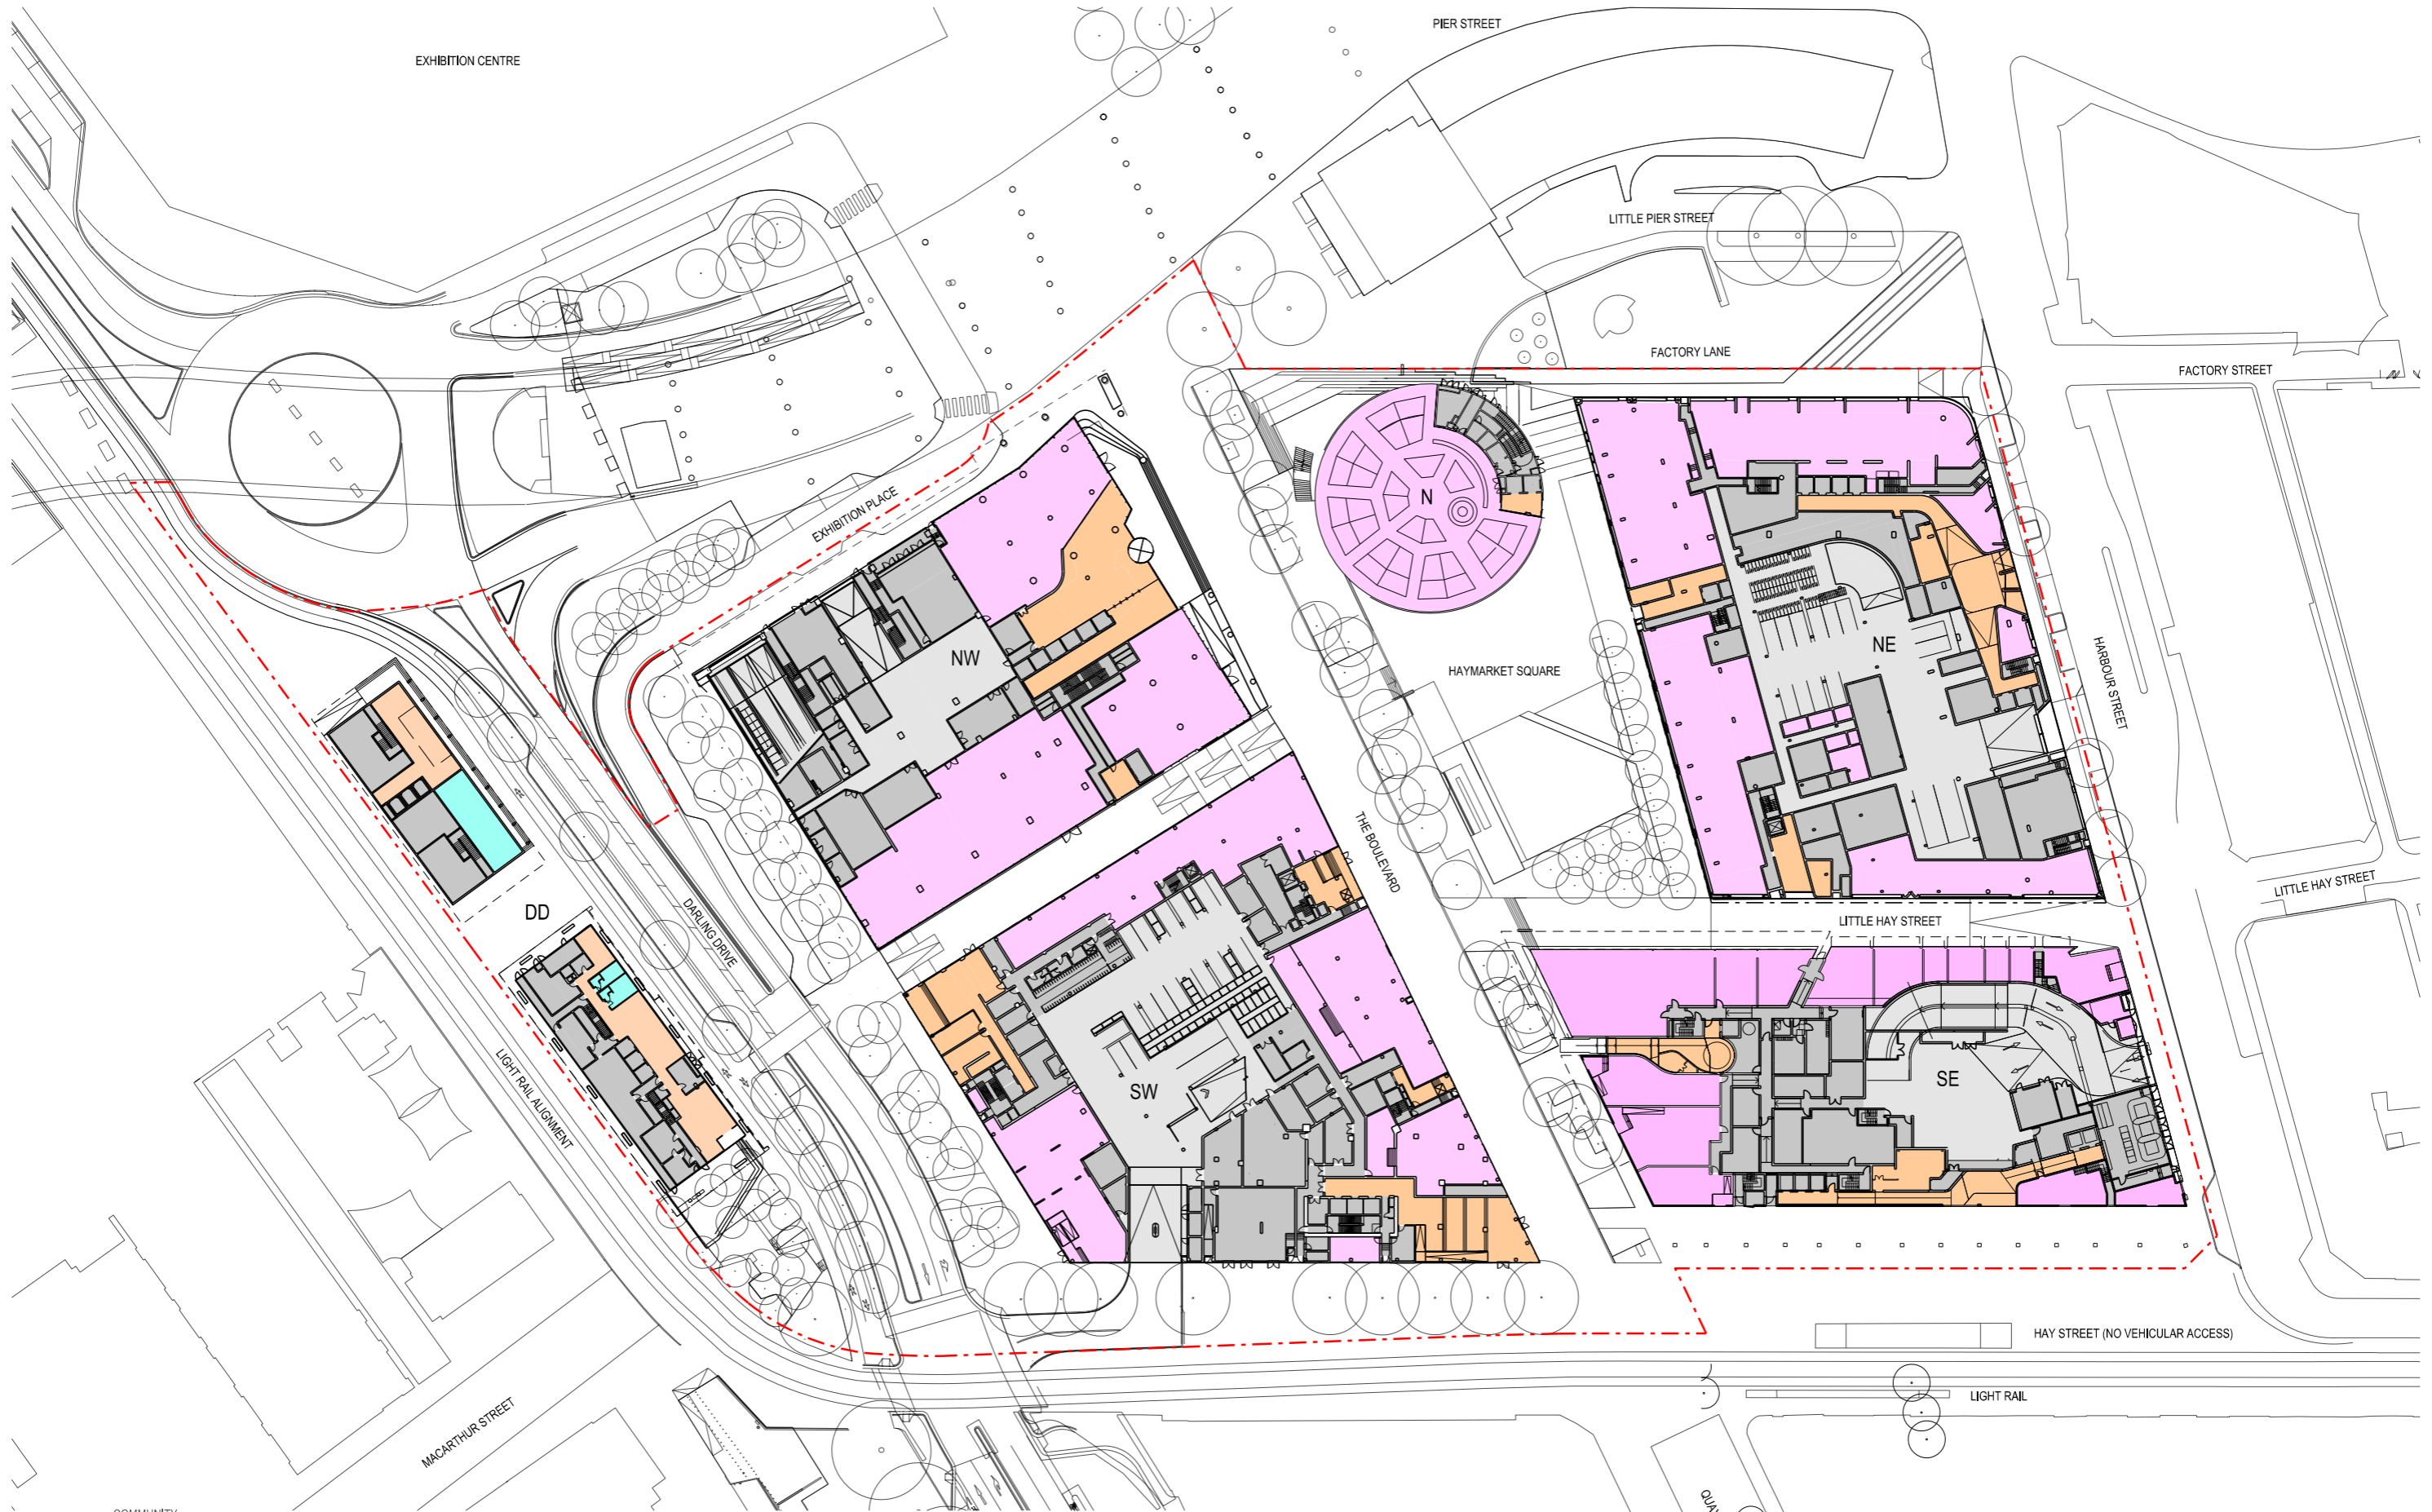 PIER STREET
EXHIBITION CENTRE
LITTLE PIER STREET
FACTORY LANE
FACTORY STREET
EXHIBITION PLACE
N
NW
NE
HAYMARKET SQUARE
HARBOUR STREET
THE BOULEVARD
LITTLE HAY STREET
DD
DARLING DRIVE
LITTLE HAY STREET
LIGHT RAIL ALIGNMENT
SW
SE
HAY STREET (NO VEHICULAR ACCESS)
LIGHT RAIL
MACARTHUR STREET
COMMUNITY